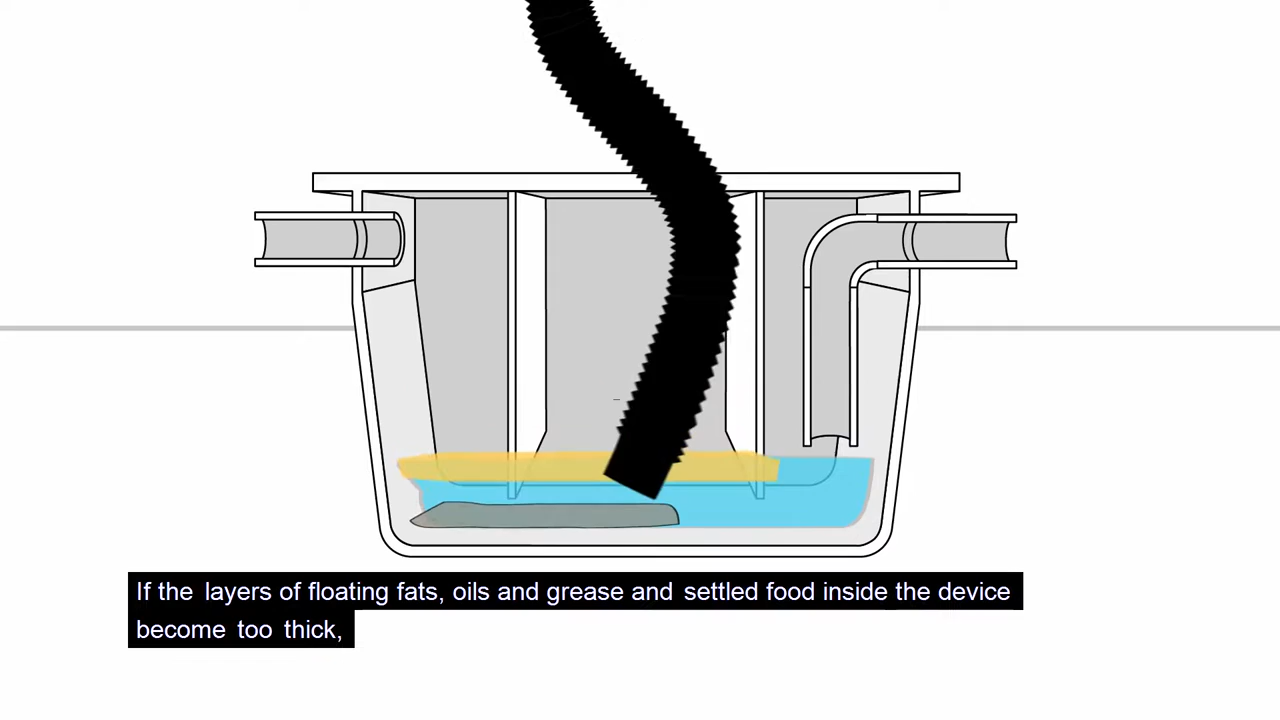 If the layers of floating fats, oils and grease and settled food inside the device
become too thick,